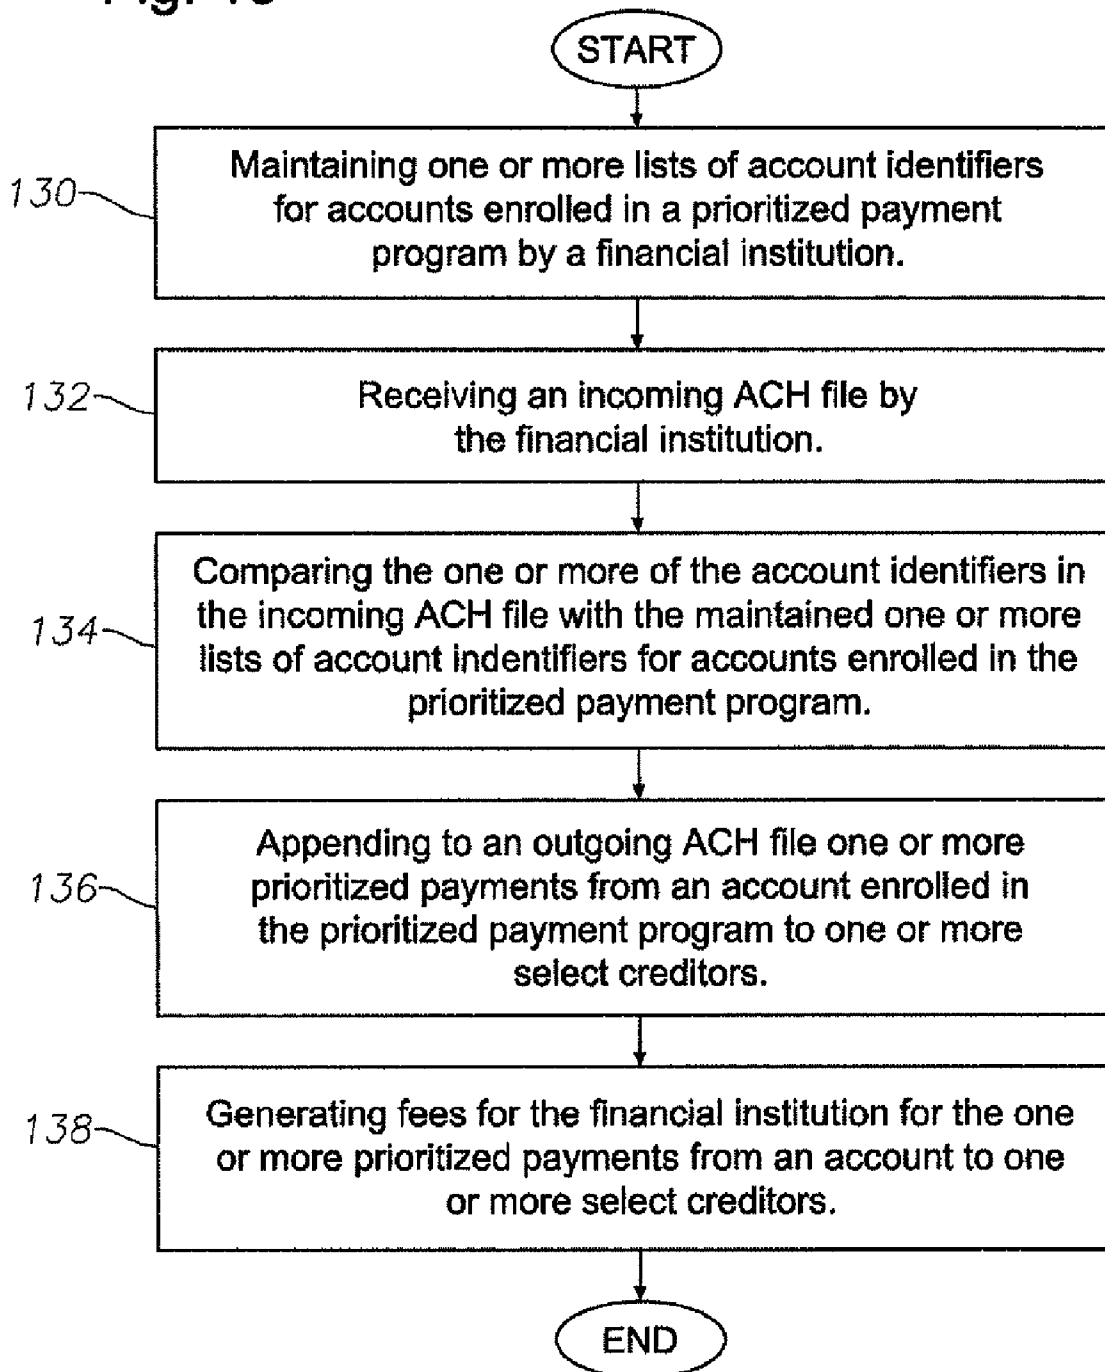 START
130
Maintaining one or more lists of account identifiers
for accounts enrolled in a prioritized payment
program by a financial institution.
132
Receiving an incoming ACH file by
the financial institution.
134
Comparing the one or more of the account identifiers in
the incoming ACH file with the maintained one or more
lists of account indentifiers for accounts enrolled in the
prioritized payment program.
136
Appending to an outgoing ACH file one or more
prioritized payments from an account enrolled in
the prioritized payment program to one or more
select creditors.
138
Generating fees for the financial institution for the one
or more prioritized payments from an account to one
or more select creditors.
END